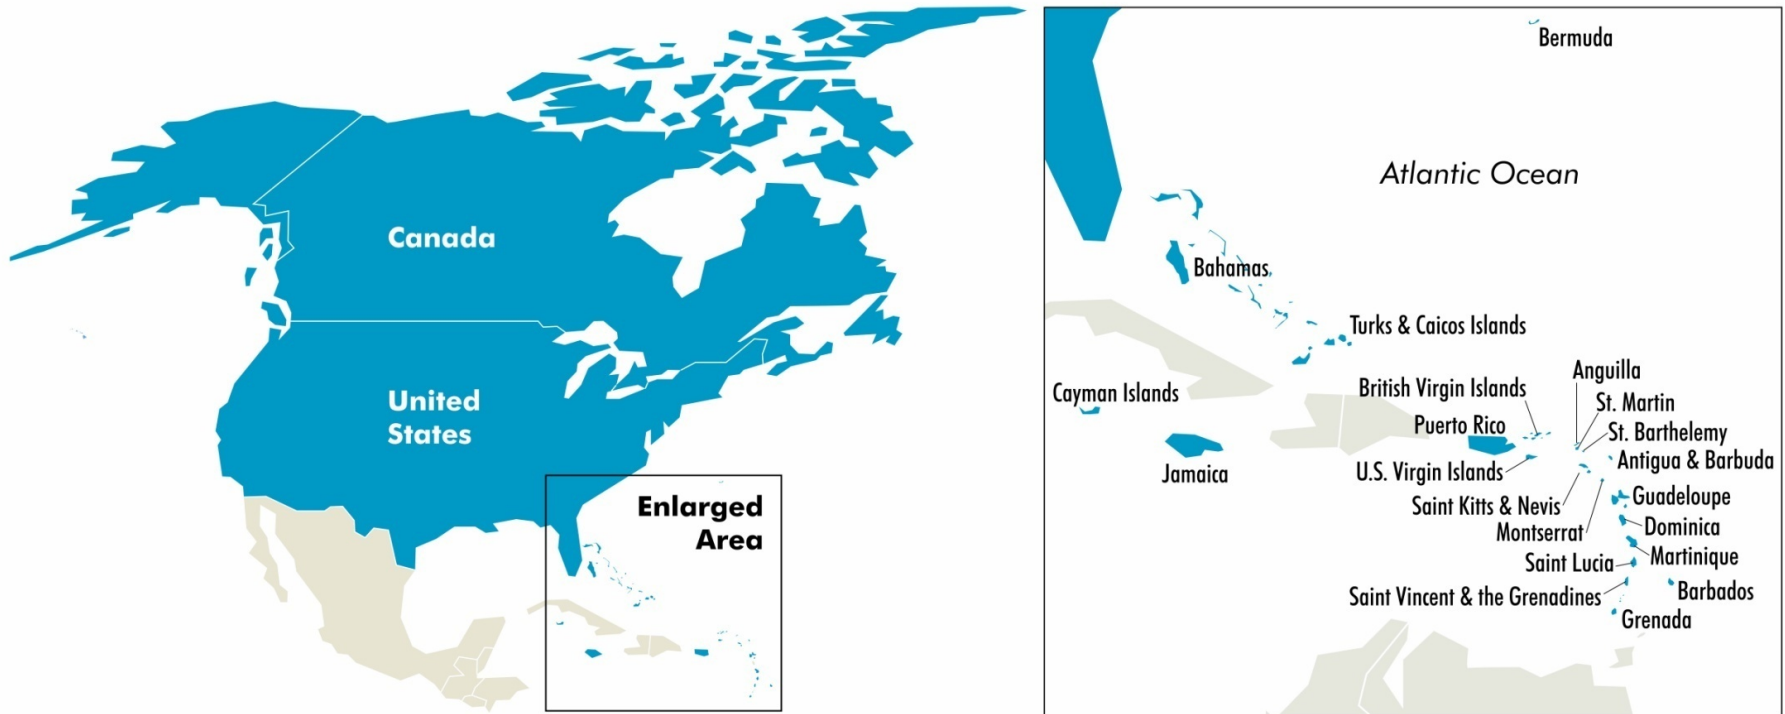 Canada
United
States
Enlarged
Area
Bermuda
Atlantic Ocean
Bahamas
Turks & Caicos Islands
Cayman Islands
Jamaica
British Virgin Islands
Puerto Rico
U.S. Virgin Islands
Anguilla
St. Martin
St. Barthelemy
Antigua & Barbuda
Saint Kitts & Nevis
Montserrat
Guadeloupe
Dominica
Martinique
Saint Lucia
Barbados
Saint Vincent & the Grenadines
Grenada